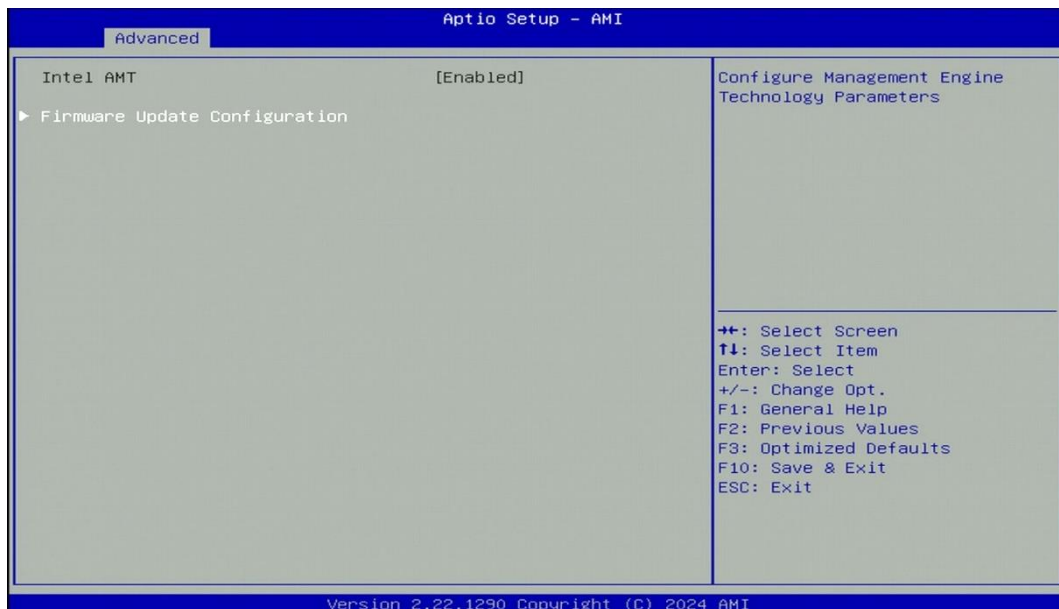 Aptio Setup – AMI
Advanced
Intel AMT [Enabled]
▶ Firmware Update Configuration
Configure Management Engine
Technology Parameters
→←: Select Screen
↑↓: Select Item
Enter: Select
+/-: Change Opt.
F1: General Help
F2: Previous Values
F3: Optimized Defaults
F10: Save & Exit
ESC: Exit
Version 2.22.1290 Copyright (C) 2024 AMI